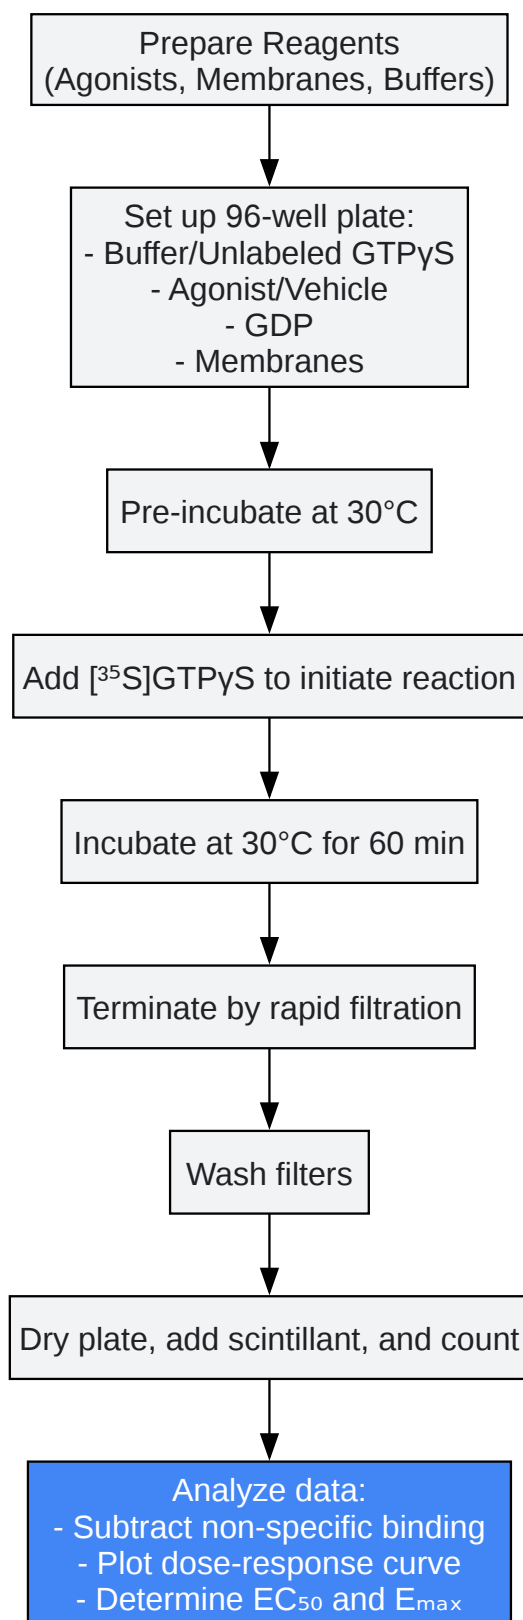 Prepare Reagents
(Agonists, Membranes, Buffers)
Set up 96-well plate:
- Buffer/Unlabeled GTPγS
- Agonist/Vehicle
- GDP
- Membranes
Pre-incubate at 30°C
Add [³⁵S]GTPγS to initiate reaction
Incubate at 30°C for 60 min
Terminate by rapid filtration
Wash filters
Dry plate, add scintillant, and count
Analyze data:
- Subtract non-specific binding
- Plot dose-response curve
- Determine EC₅₀ and Eₘₐₓ